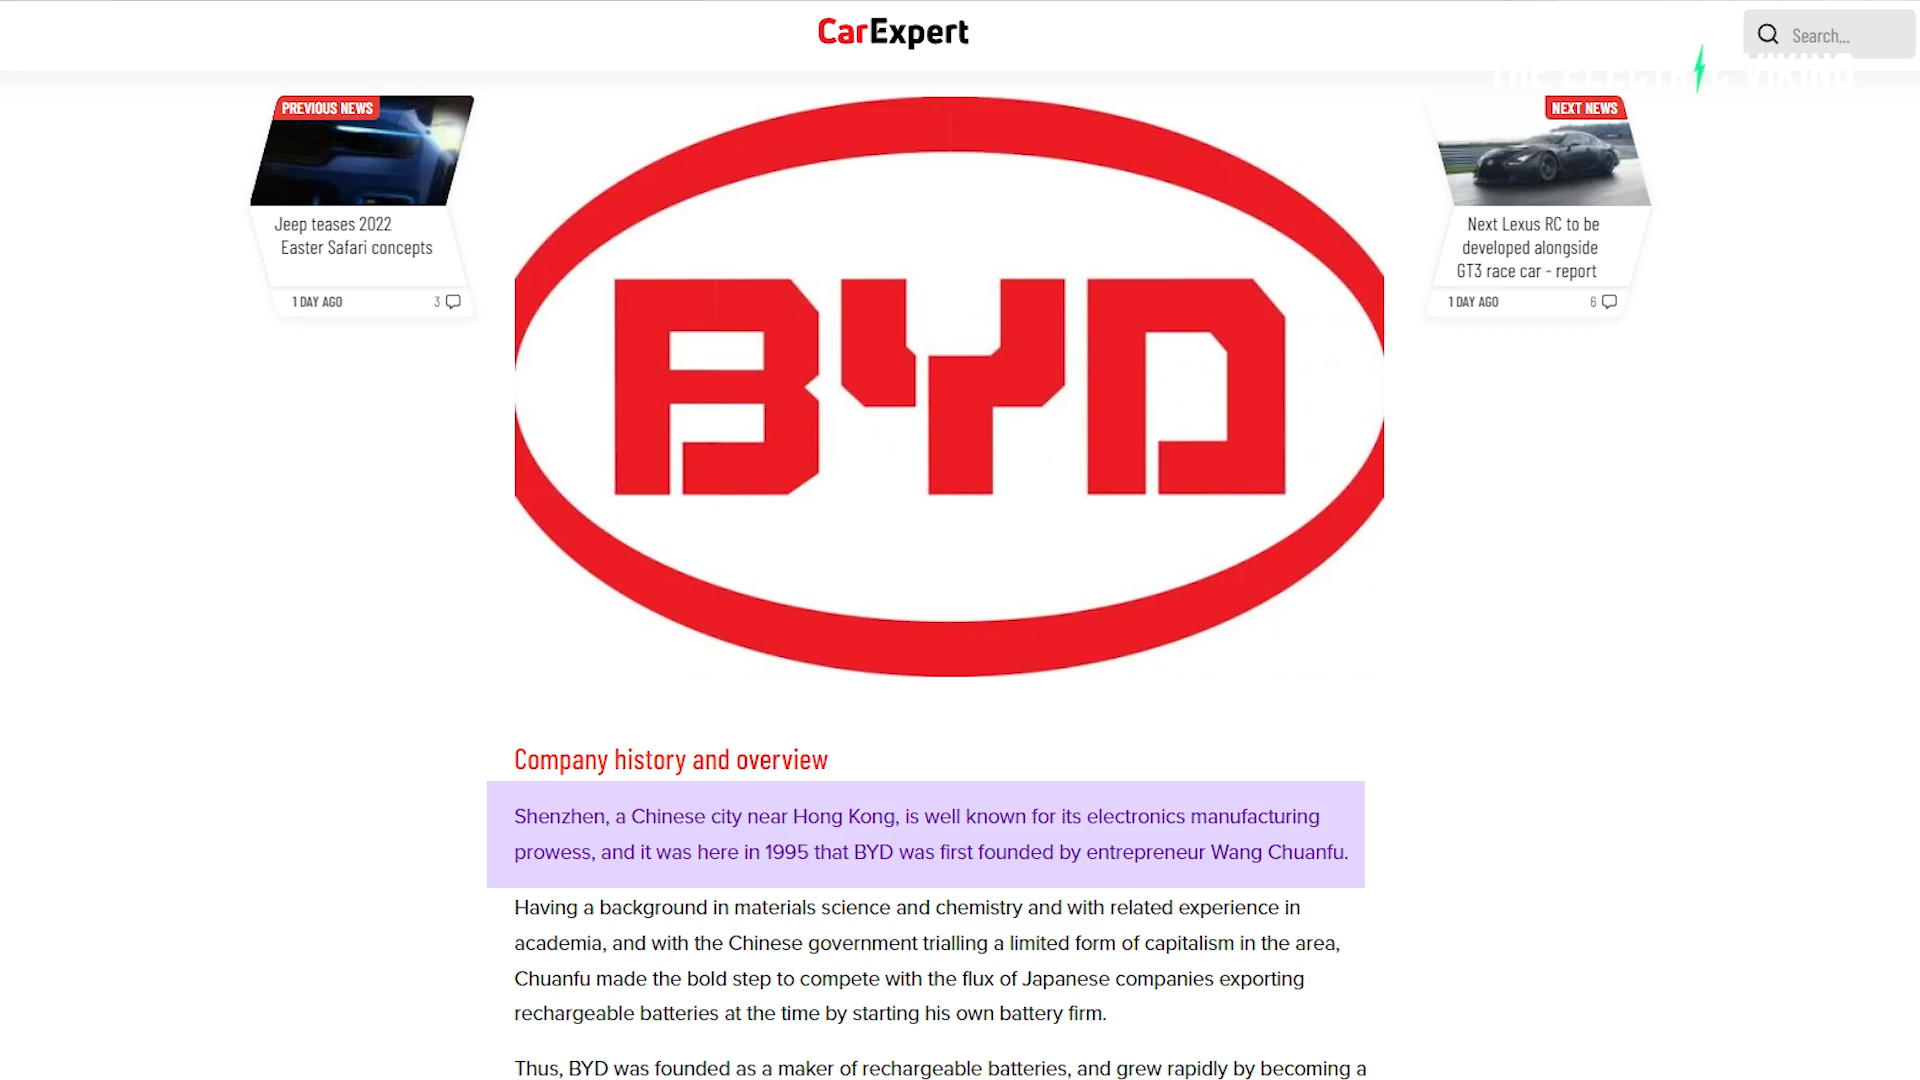 CarExpert
Search...
THE ELECTRIC VIKING
PREVIOUS NEWS
Jeep teases 2022
Easter Safari concepts
1 DAY AGO
3
BYD
NEXT NEWS
Next Lexus RC to be
developed alongside
GT3 race car - report
1 DAY AGO
6
Company history and overview
Shenzhen, a Chinese city near Hong Kong, is well known for its electronics manufacturing
prowess, and it was here in 1995 that BYD was first founded by entrepreneur Wang Chuanfu.
Having a background in materials science and chemistry and with related experience in
academia, and with the Chinese government trialling a limited form of capitalism in the area,
Chuanfu made the bold step to compete with the flux of Japanese companies exporting
rechargeable batteries at the time by starting his own battery firm.
Thus, BYD was founded as a maker of rechargeable batteries, and grew rapidly by becoming a